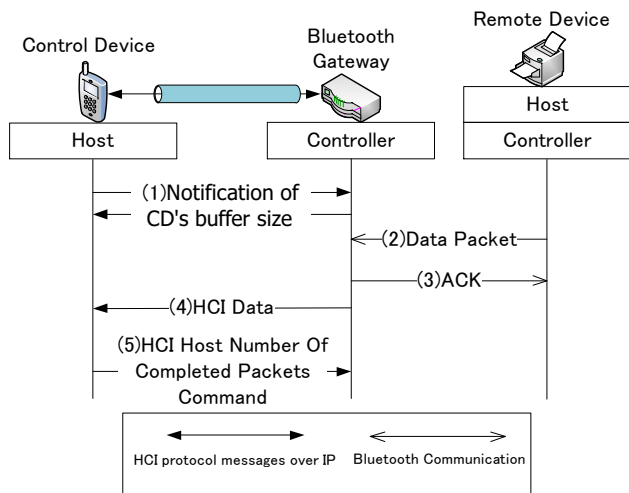 Control Device
Bluetooth
Gateway
Remote Device
Host
Host
Controller
Controller
(1)Notification of
CD's buffer size
(2)Data Packet
(3)ACK
(4)HCI Data
(5)HCI Host Number Of
Completed Packets
Command
HCI protocol messages over IP
Bluetooth Communication